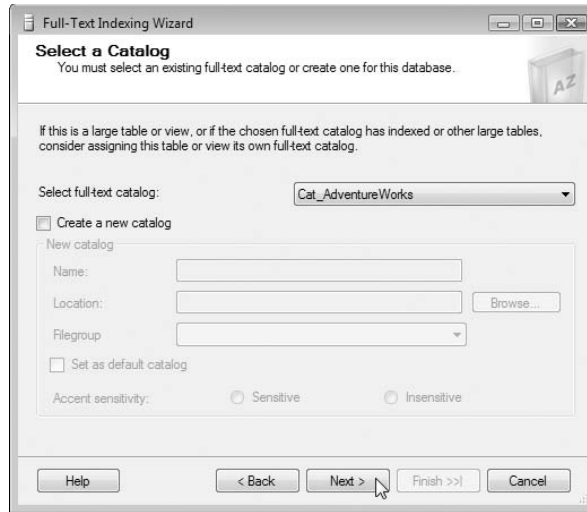 Full-Text Indexing Wizard
Select a Catalog
You must select an existing full-text catalog or create one for this database.
AZ
If this is a large table or view, or if the chosen full-text catalog has indexed or other large tables,
consider assigning this table or view its own full-text catalog.
Select full-text catalog:
Cat_AdventureWorks
Create a new catalog
New catalog
Name:
Location:
Browse...
Filegroup
Set as default catalog
Accent sensitivity:
Sensitive
Insensitive
Help
< Back
Next >
Finish >>|
Cancel